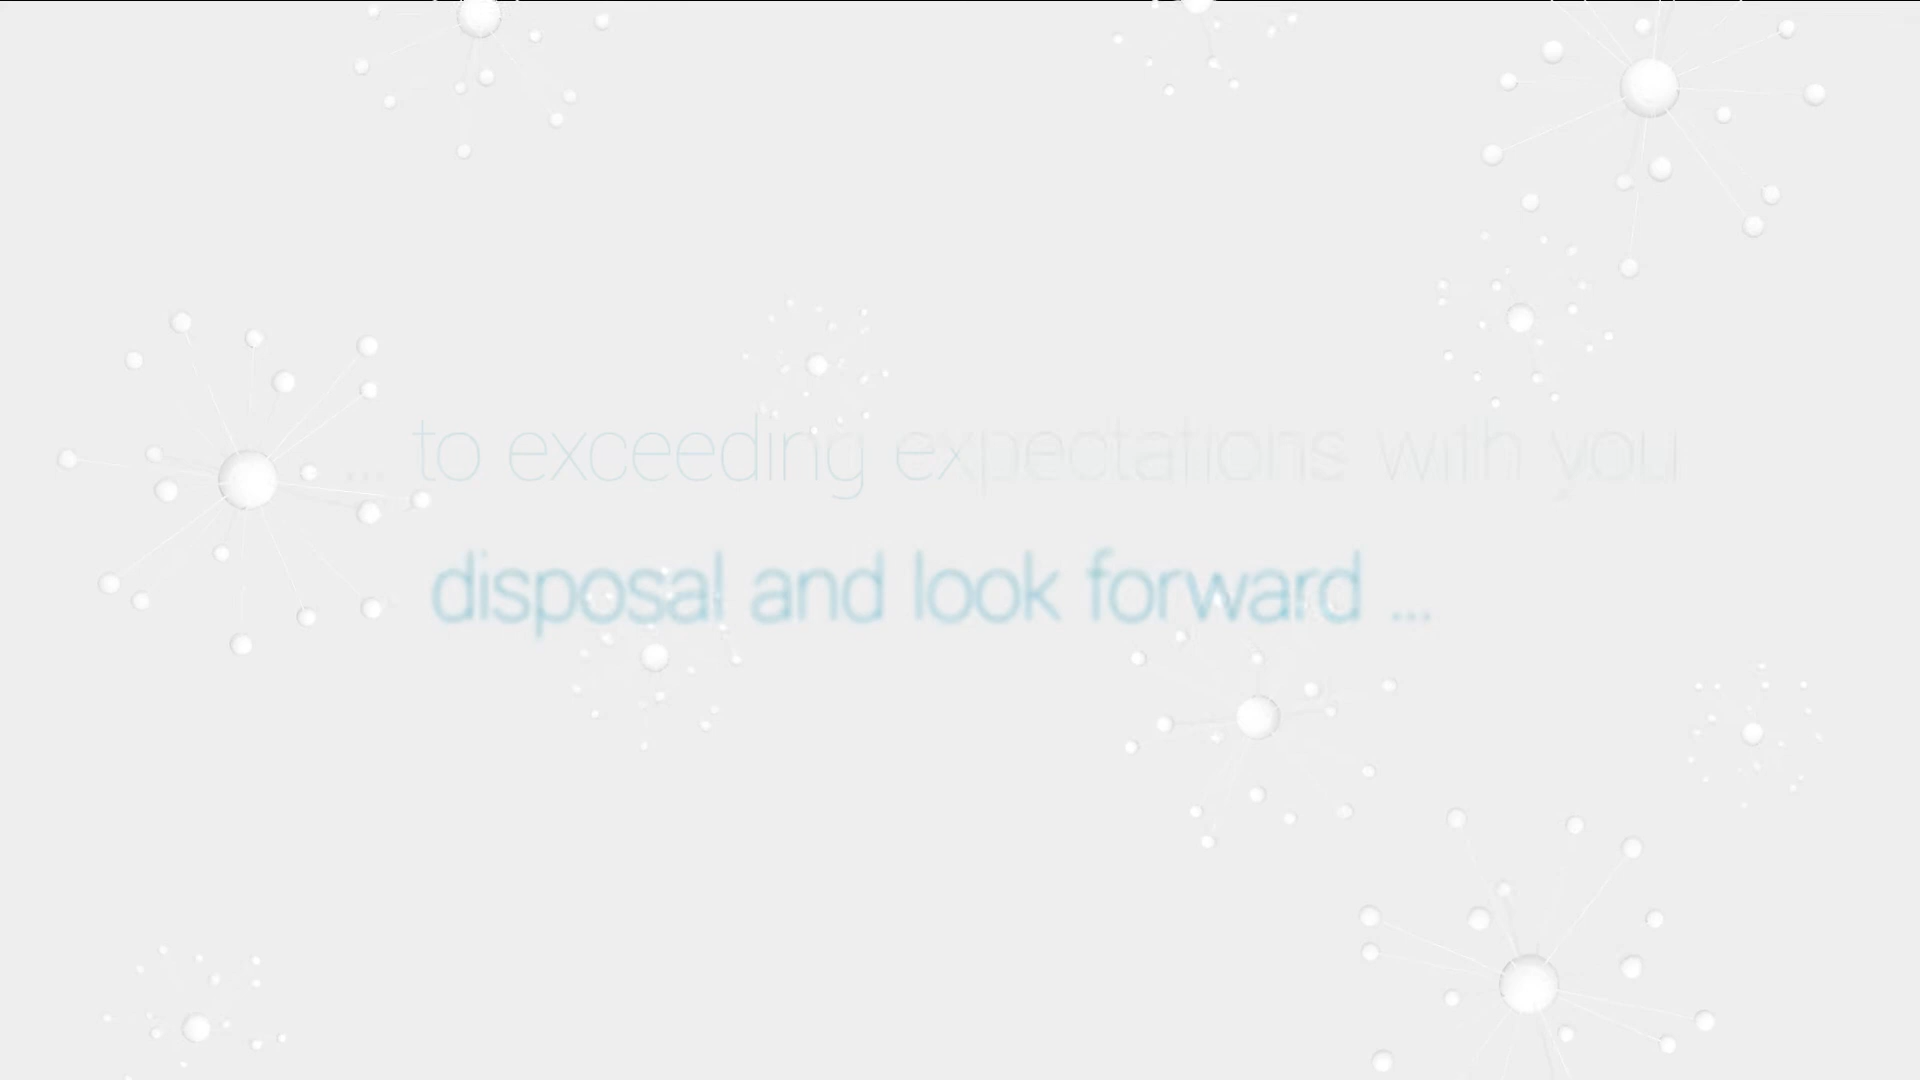 ... to exceeding expectations with you
disposal and look forward ...